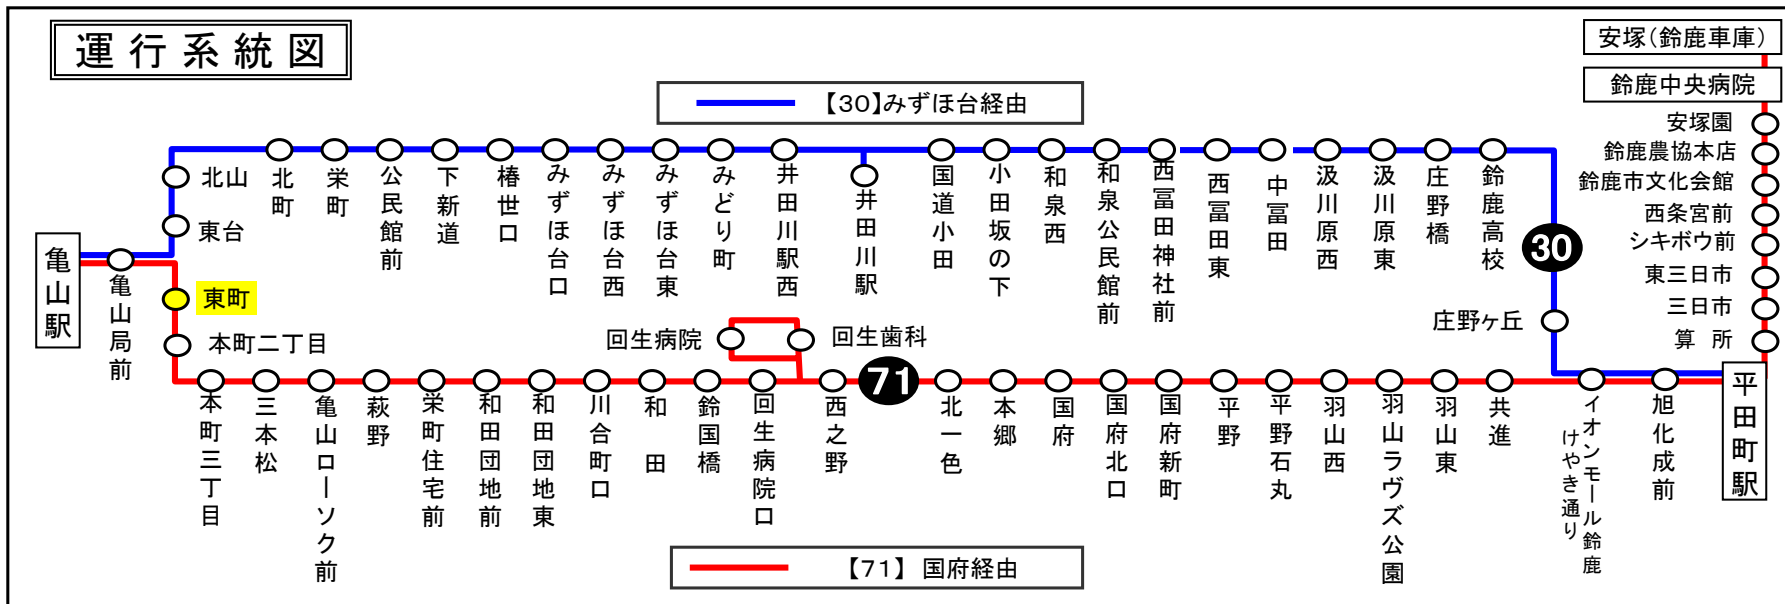 運行系統図
【30】みずほ台経由
安塚(鈴鹿車庫)
鈴鹿中央病院
安塚園
鈴鹿農協本店
鈴鹿市文化会館
西条宮前
シキボウ前
東三日市
三日市
算 所
平田町駅
亀山駅
亀山局前
東台
北山
北町
栄町
公民館前
下新道
椿世口
みずほ台口
みずほ台西
みずほ台東
みどり町
井田川駅西
井田川駅
国道小田
小田坂の下
和泉西
和泉公民館前
西冨田神社前
西冨田東
中冨田
汲川原西
汲川原東
庄野橋
鈴鹿高校
30
庄野ヶ丘
東町
本町二丁目
本町三丁目
三本松
亀山ローソク前
萩野
栄町住宅前
和田団地前
和田団地東
川合町口
和 田
鈴国橋
回生病院口
回生病院
回生歯科
西之野
71
北一色
本郷
国府
国府北口
国府新町
平野
平野石丸
羽山西
羽山ラヴズ公園
羽山東
共進
イオンモール鈴鹿
けやき通り
旭化成前
【71】 国府経由